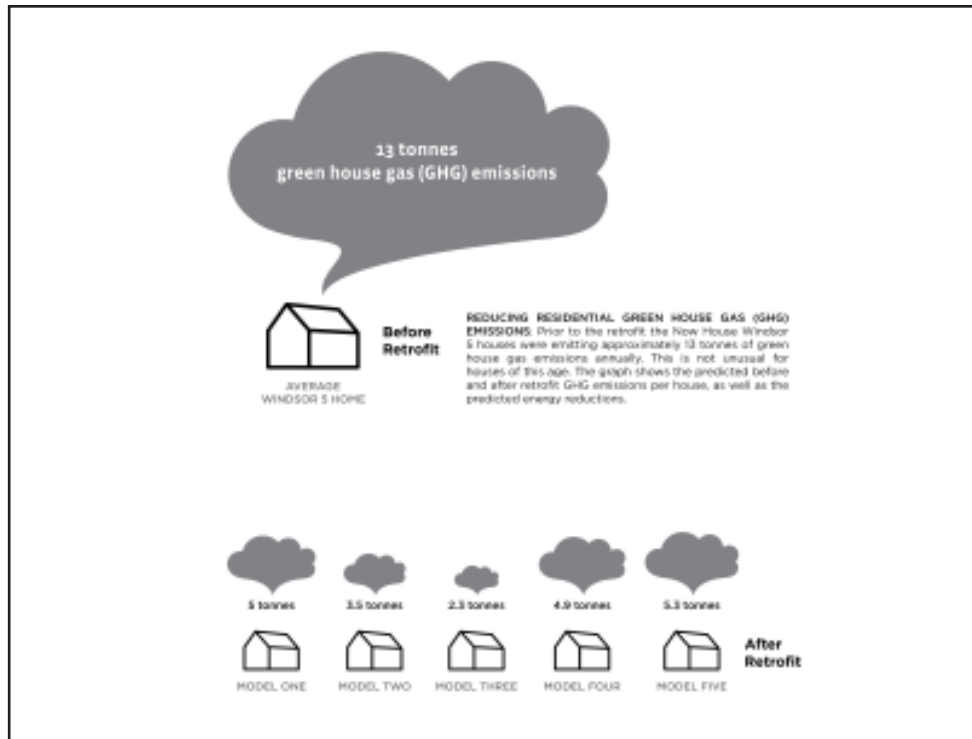 13 tonnes
green house gas (GHG) emissions
Before
Retrofit
AVERAGE
WINDSOR 5 HOME
REDUCING RESIDENTIAL GREEN HOUSE GAS (GHG)
EMISSIONS: Prior to the retrofit the Now House Windsor
5 houses were emitting approximately 13 tonnes of green
house gas emissions annually. This is not unusual for
houses of this age. The graph shows the predicted before
and after retrofit GHG emissions per house, as well as the
predicted energy reductions.
5 tonnes
3.5 tonnes
2.3 tonnes
4.9 tonnes
5.3 tonnes
After
Retrofit
MODEL ONE
MODEL TWO
MODEL THREE
MODEL FOUR
MODEL FIVE